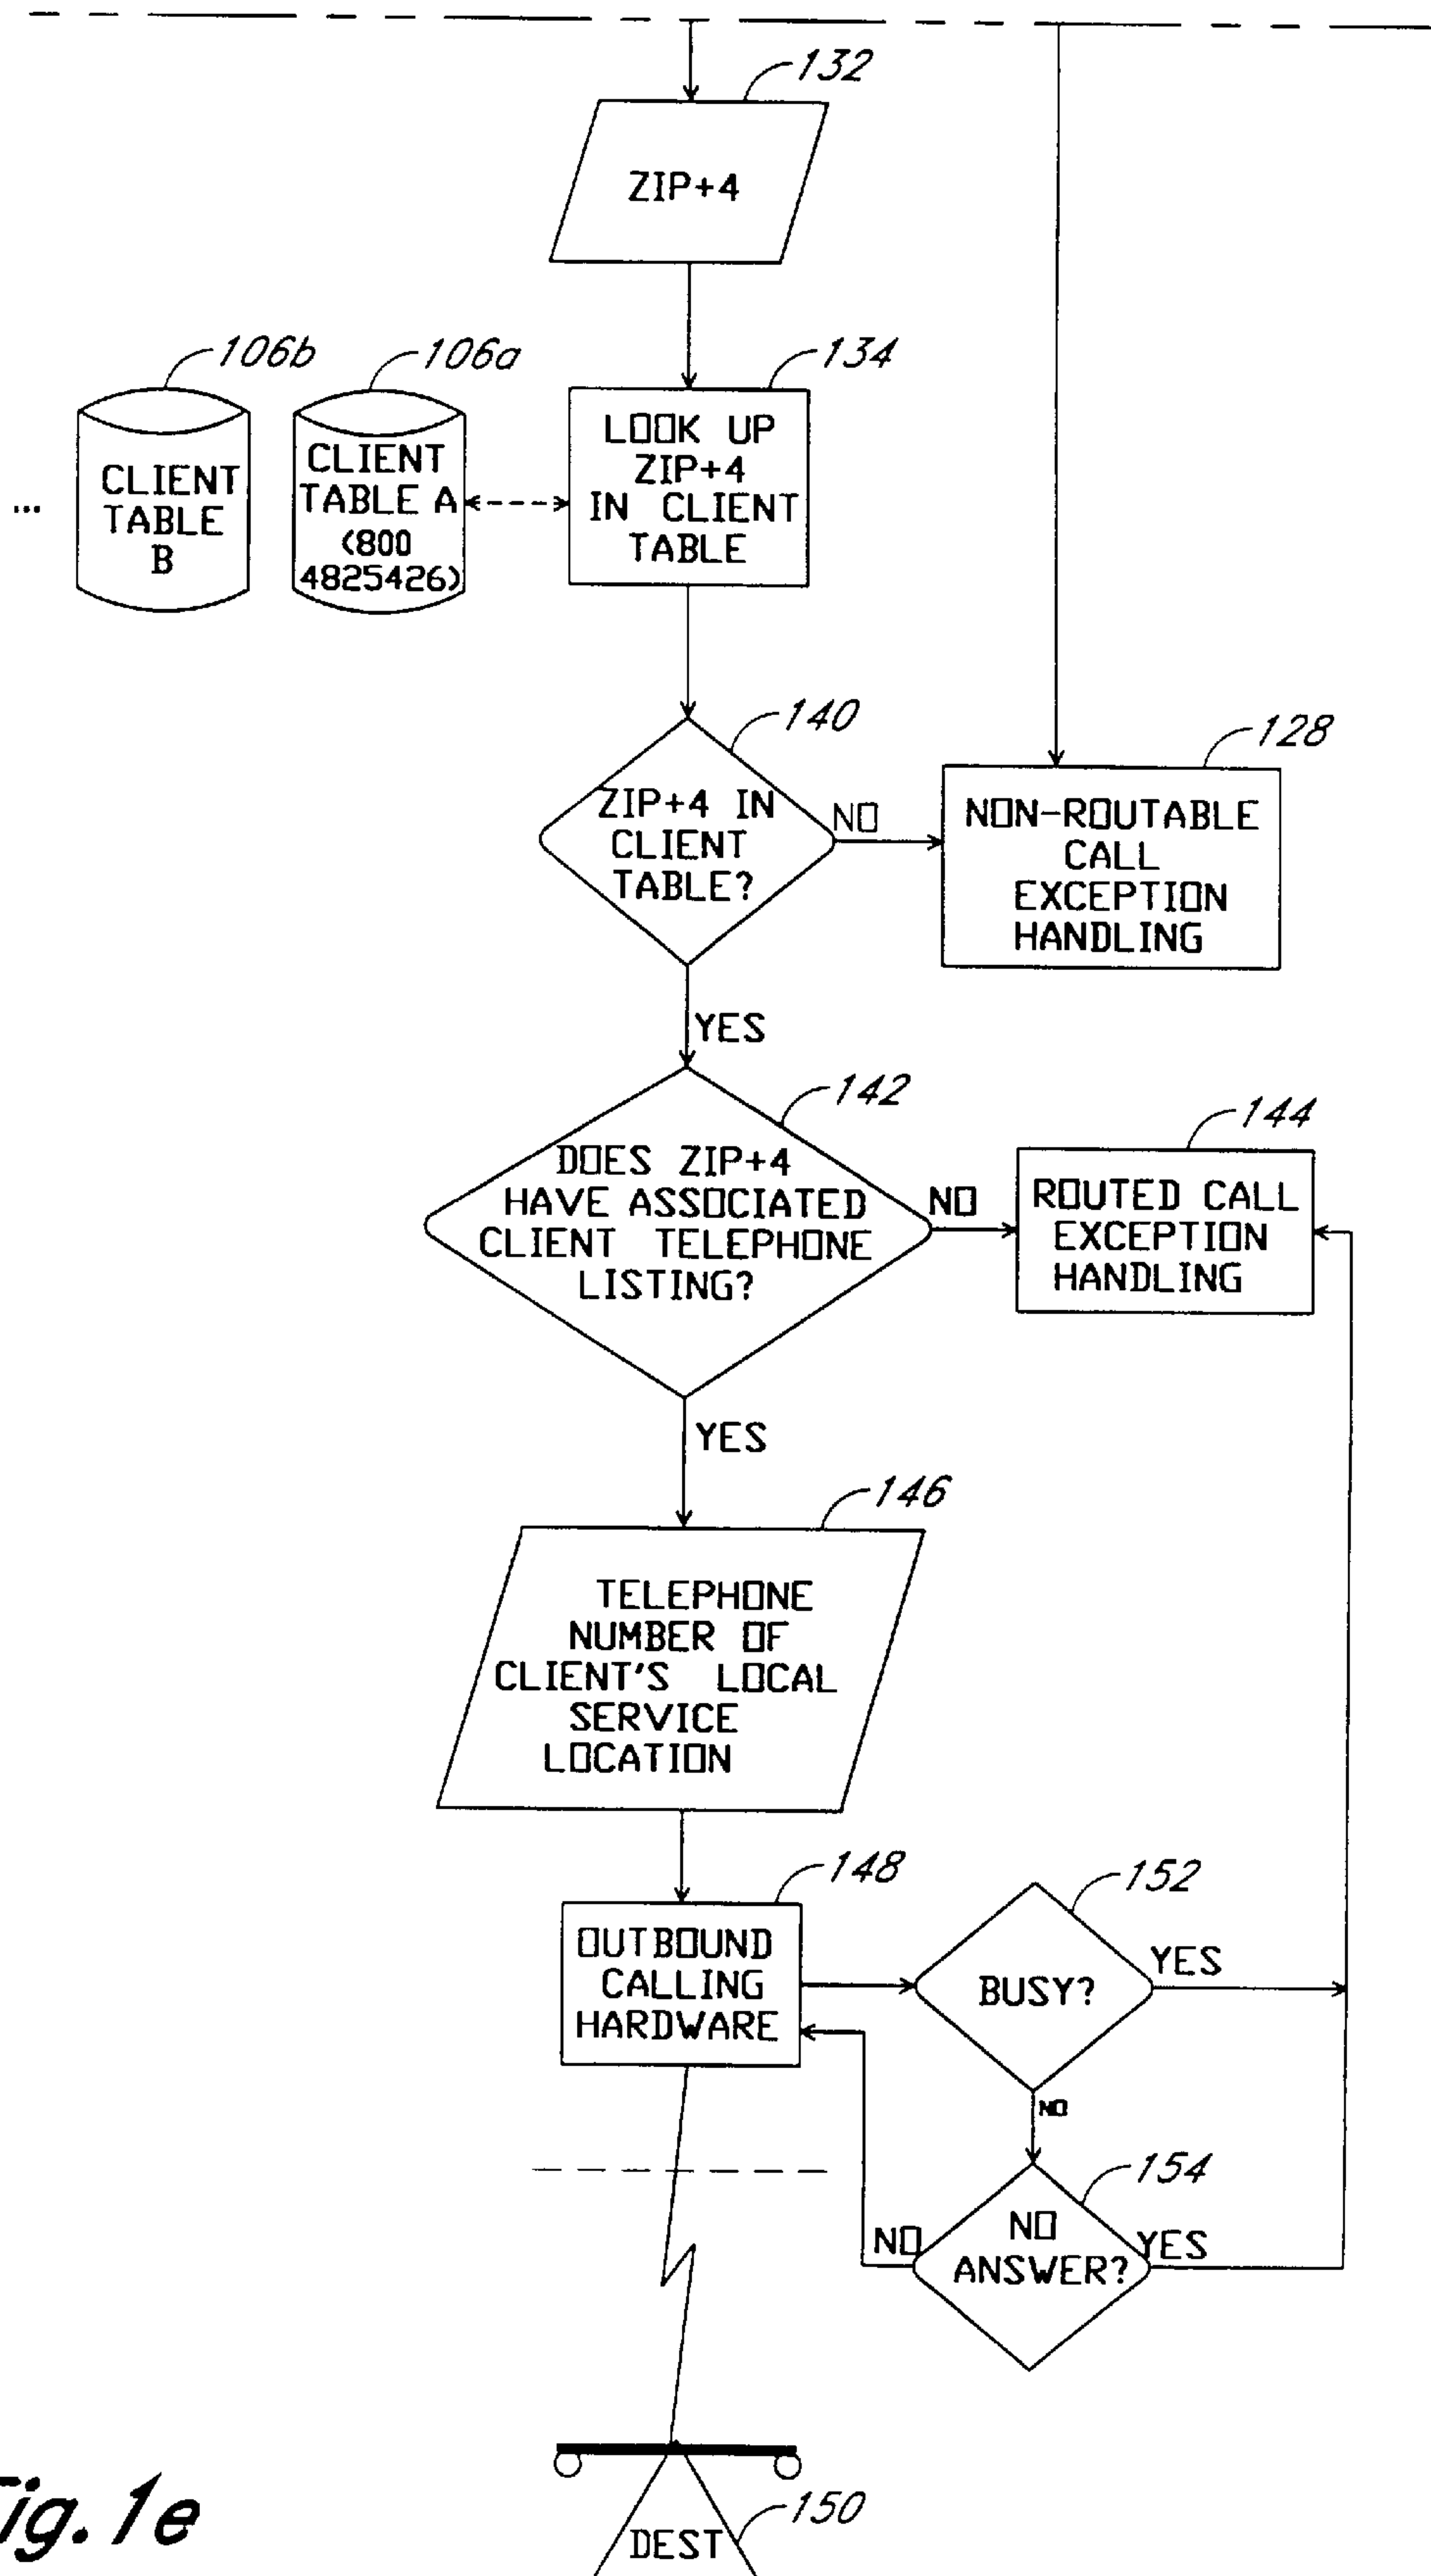 132
ZIP+4
106b
106a
134
CLIENT
TABLE
B
CLIENT
TABLE A
(800
4825426)
LOOK UP
ZIP+4
IN CLIENT
TABLE
...
140
128
ZIP+4 IN
CLIENT
TABLE?
NO
NON-ROUTABLE
CALL
EXCEPTION
HANDLING
YES
142
144
DOES ZIP+4
HAVE ASSOCIATED
CLIENT TELEPHONE
LISTING?
NO
ROUTED CALL
EXCEPTION
HANDLING
YES
146
TELEPHONE
NUMBER OF
CLIENT'S LOCAL
SERVICE
LOCATION
148
152
OUTBOUND
CALLING
HARDWARE
BUSY?
YES
NO
154
NO
NO
ANSWER?
YES
150
DEST
Fig. 1e